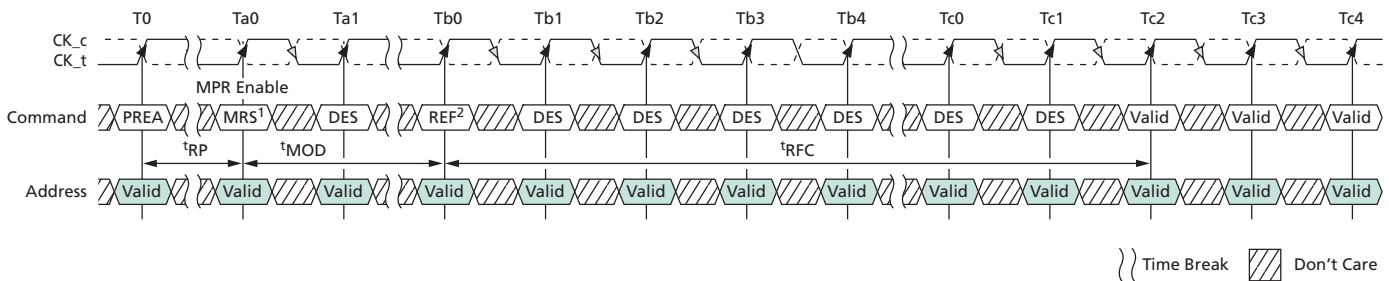 T0 Ta0 Ta1 Tb0 Tb1 Tb2 Tb3 Tb4 Tc0 Tc1 Tc2 Tc3 Tc4
CK_c
CK_t
MPR Enable
Command PREA MRS¹ DES REF² DES DES DES DES DES DES Valid Valid Valid
tRP tMOD tRFC
Address Valid Valid Valid Valid Valid Valid Valid Valid Valid Valid Valid Valid Valid
Time Break Don't Care